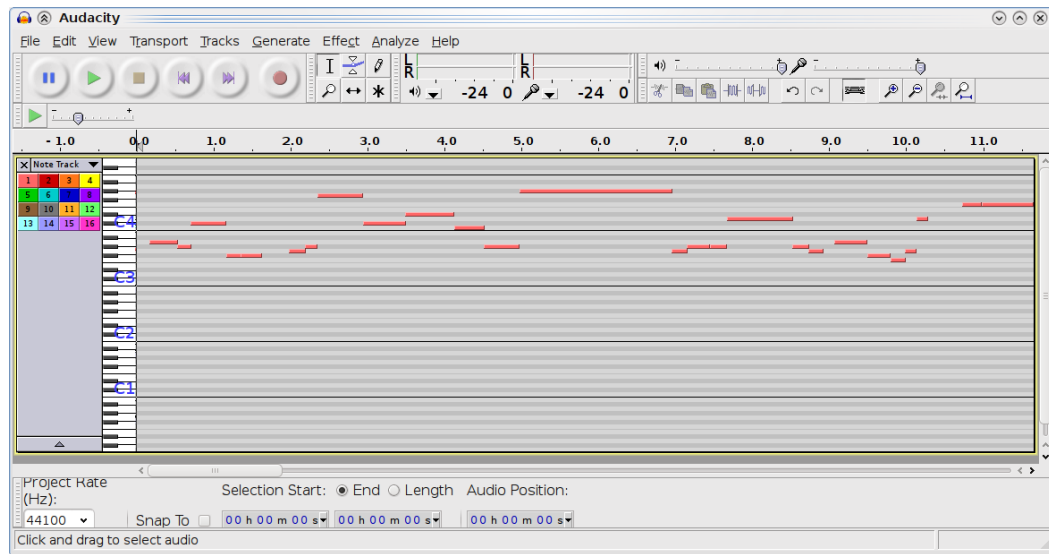 Audacity
File Edit View Transport Tracks Generate Effect Analyze Help
L
R
-24 0
L
R
-24 0
- 1.0 0.0 1.0 2.0 3.0 4.0 5.0 6.0 7.0 8.0 9.0 10.0 11.0
Note Track
1 2 3 4
5 6 7 8
9 10 11 12
13 14 15 16
C4
C3
C2
C1
Project Rate (Hz):
Selection Start: End Length Audio Position:
44100 Snap To 00 h 00 m 00 s 00 h 00 m 00 s 00 h 00 m 00 s
Click and drag to select audio